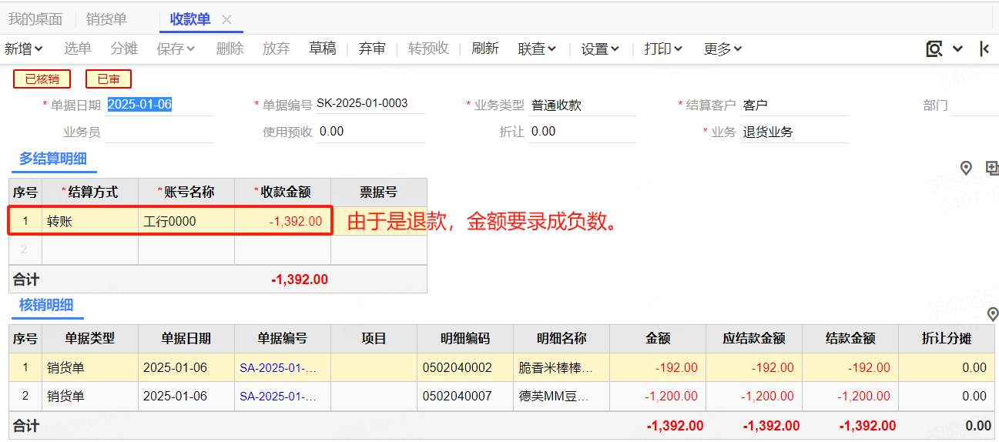 我的桌面 销货单 收款单
新增 选单 分摊 保存 删除 放弃 草稿 弃审 转预收 刷新 联查 设置 打印 更多
已核销 已审
* 单据日期 2025-01-06 * 单据编号 SK-2025-01-0003 * 业务类型 普通收款 * 结算客户 客户 部门
业务员 使用预收 0.00 折让 0.00 * 业务 退货业务
多结算明细
序号 *结算方式 *账号名称 *收款金额 票据号
1 转账 工行0000 -1,392.00 由于是退款，金额要录成负数。
2
合计 -1,392.00
核销明细
序号 单据类型 单据日期 单据编号 项目 明细编码 明细名称 金额 应结款金额 结款金额 折让分摊
1 销货单 2025-01-06 SA-2025-01-... 0502040002 脆香米棒棒... -192.00 -192.00 -192.00 0.00
2 销货单 2025-01-06 SA-2025-01-... 0502040007 德芙MM豆... -1,200.00 -1,200.00 -1,200.00 0.00
合计 -1,392.00 -1,392.00 -1,392.00 0.00